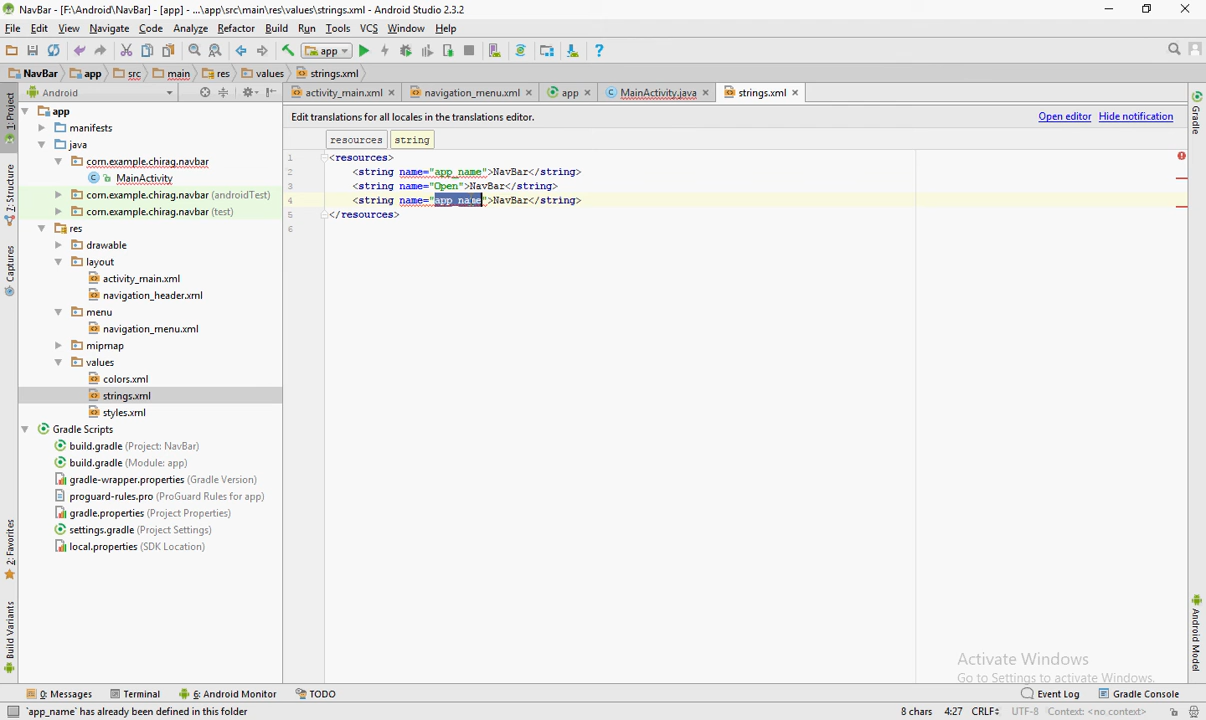 NavBar - [F:\Android\NavBar] - [app] - ...\app\src\main\res\values\strings.xml - Android Studio 2.3.2
File Edit View Navigate Code Analyze Refactor Build Run Tools VCS Window Help
app
NavBar app src main res values strings.xml
Android
activity_main.xml navigation_menu.xml app MainActivity.java strings.xml
1: Project
Z: Structure
Captures
2: Favorites
Build Variants
app
manifests
java
com.example.chirag.navbar
MainActivity
com.example.chirag.navbar (androidTest)
com.example.chirag.navbar (test)
res
drawable
layout
activity_main.xml
navigation_header.xml
menu
navigation_menu.xml
mipmap
values
colors.xml
strings.xml
styles.xml
Gradle Scripts
build.gradle (Project: NavBar)
build.gradle (Module: app)
gradle-wrapper.properties (Gradle Version)
proguard-rules.pro (ProGuard Rules for app)
gradle.properties (Project Properties)
settings.gradle (Project Settings)
local.properties (SDK Location)
Edit translations for all locales in the translations editor. Open editor Hide notification
resources string
1 <resources>
2 <string name="app_name">NavBar</string>
3 <string name="Open">NavBar</string>
4 <string name="app_name">NavBar</string>
5 </resources>
6
Gradle
Android Model
Activate Windows
Go to Settings to activate Windows.
0: Messages Terminal 6: Android Monitor TODO Event Log Gradle Console
'app_name' has already been defined in this folder 8 chars 4:27 CRLF÷ UTF-8 Context: <no context>